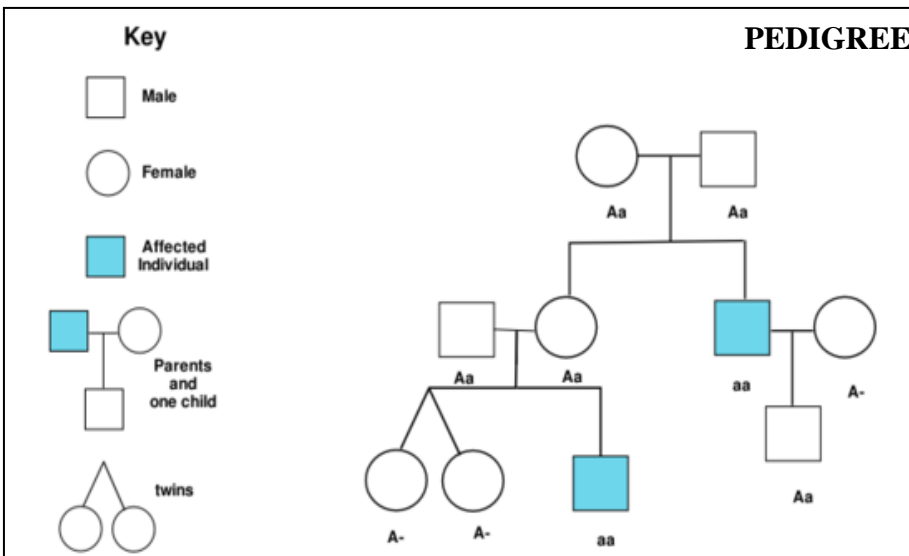 Key
PEDIGREE
Male
Female
Affected
Individual
Parents
and
one child
twins
Aa
Aa
Aa
Aa
aa
A-
Aa
A-
A-
aa